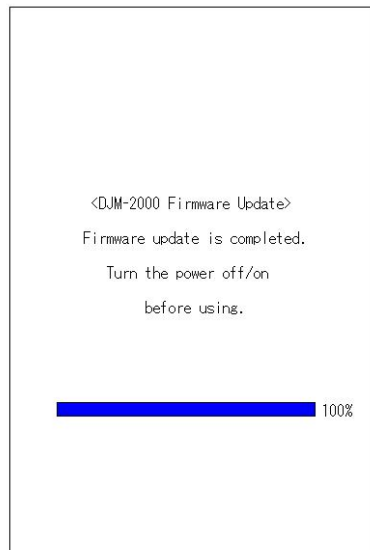 <DJM-2000 Firmware Update>
Firmware update is completed.
Turn the power off/on
before using.
100%